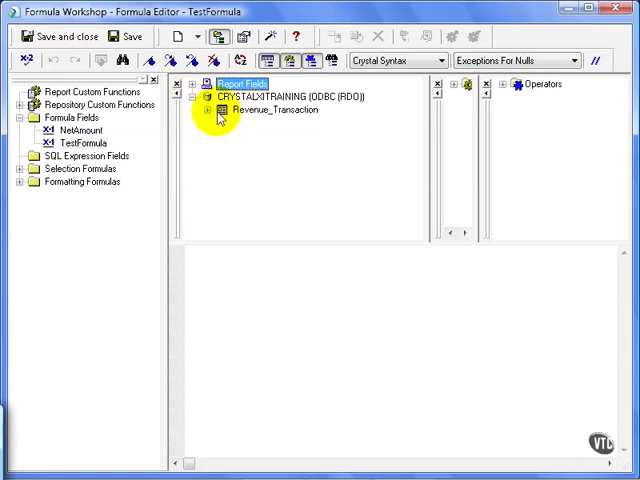 Formula Workshop - Formula Editor - TestFormula
Save and close Save
Crystal Syntax Exceptions For Nulls //
Report Custom Functions
Repository Custom Functions
Formula Fields
NetAmount
TestFormula
SQL Expression Fields
Selection Formulas
Formatting Formulas
Report Fields
CRYSTALXITRAINING (ODBC (RDO))
Revenue_Transaction
Operators
VTC